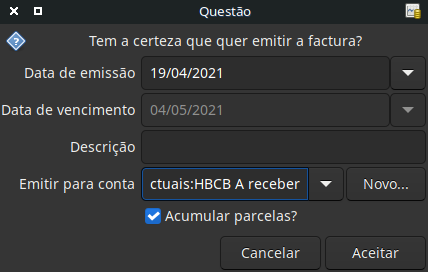 Questão
Tem a certeza que quer emitir a factura?
Data de emissão 19/04/2021
Data de vencimento 04/05/2021
Descrição
Emitir para conta ctuais:HBCB A receber Novo...
Acumular parcelas?
Cancelar Aceitar